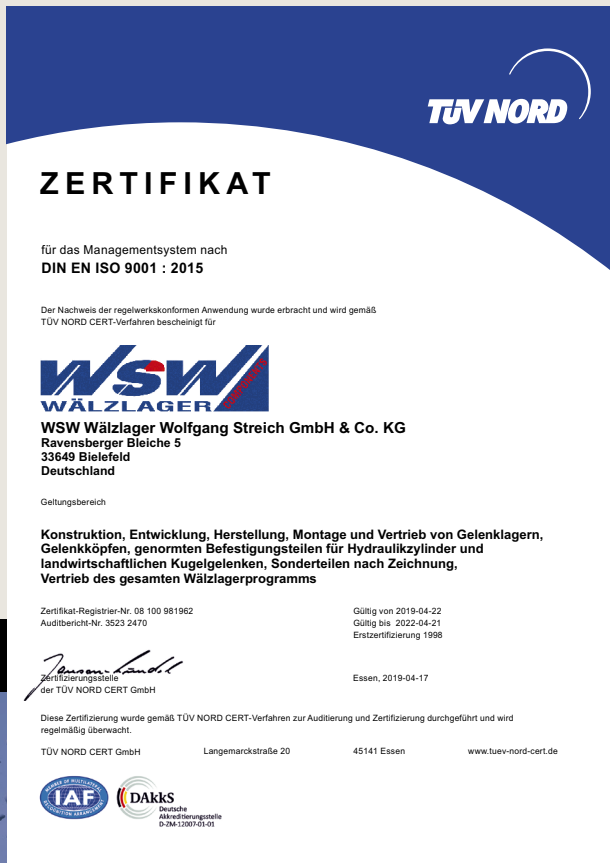 TÜV NORD
ZERTIFIKAT
für das Managementsystem nach
DIN EN ISO 9001 : 2015
Der Nachweis der regelwerkskonformen Anwendung wurde erbracht und wird gemäß
TÜV NORD CERT-Verfahren bescheinigt für
WSW
WÄLZLAGER
WSW Wälzlager Wolfgang Streich GmbH & Co. KG
Ravensberger Bleiche 5
33649 Bielefeld
Deutschland
Geltungsbereich
Konstruktion, Entwicklung, Herstellung, Montage und Vertrieb von Gelenklagern,
Gelenkköpfen, genormten Befestigungsteilen für Hydraulikzylinder und
landwirtschaftlichen Kugelgelenken, Sonderteilen nach Zeichnung,
Vertrieb des gesamten Wälzlagerprogramms
Zertifikat-Registrier-Nr. 08 100 981962
Auditbericht-Nr. 3523 2470
Gültig von 2019-04-22
Gültig bis 2022-04-21
Erstzertifizierung 1998
Zertifizierungsstelle
der TÜV NORD CERT GmbH
Essen, 2019-04-17
Diese Zertifizierung wurde gemäß TÜV NORD CERT-Verfahren zur Auditierung und Zertifizierung durchgeführt und wird
regelmäßig überwacht.
TÜV NORD CERT GmbH Langemarckstraße 20 45141 Essen www.tuev-nord-cert.de
MEMBER OF MULTILATERAL
IAF
RECOGNITION ARRANGEMENT
DAkkS
Deutsche
Akkreditierungsstelle
D-ZM-12007-01-01